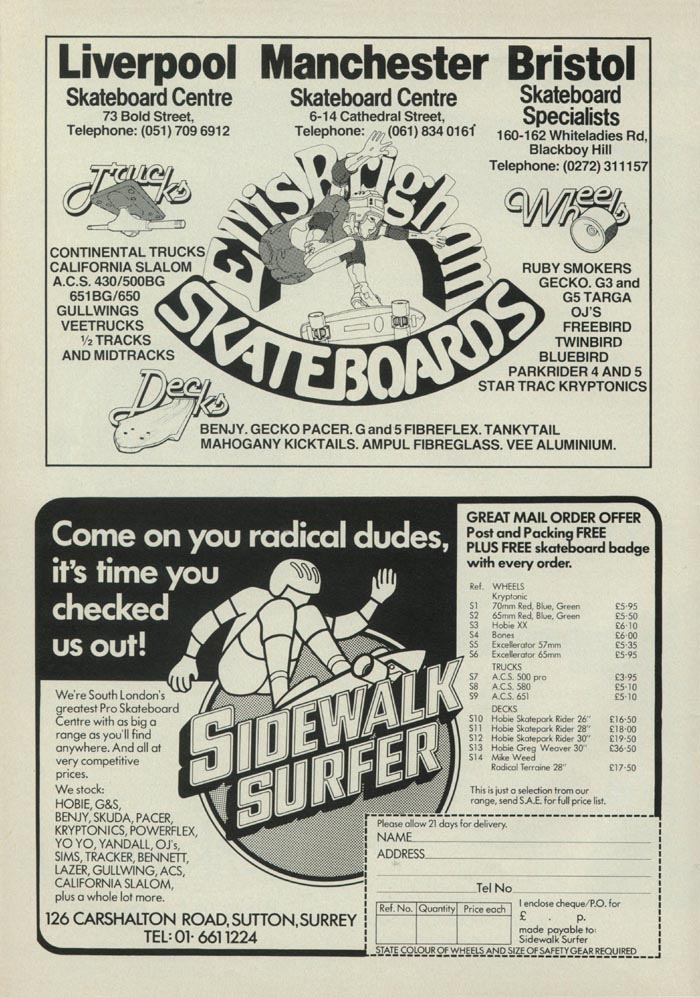 Liverpool
Skateboard Centre
73 Bold Street,
Telephone: (051) 709 6912
Manchester
Skateboard Centre
6-14 Cathedral Street,
Telephone: (061) 834 0161
Bristol
Skateboard
Specialists
160-162 Whiteladies Rd,
Blackboy Hill
Telephone: (0272) 311157
Trucks
CONTINENTAL TRUCKS
CALIFORNIA SLALOM
A.C.S. 430/500BG
651BG/650
GULLWINGS
VEETRUCKS
½ TRACKS
AND MIDTRACKS
Ellis Brigham
SKATEBOARDS
Wheels
RUBY SMOKERS
GECKO. G3 and
G5 TARGA
OJ'S
FREEBIRD
TWINBIRD
BLUEBIRD
PARKRIDER 4 AND 5
STAR TRAC KRYPTONICS
Decks
BENJY. GECKO PACER. G and 5 FIBREFLEX. TANKYTAIL
MAHOGANY KICKTAILS. AMPUL FIBREGLASS. VEE ALUMINIUM.
Come on you radical dudes,
it's time you
checked
us out!
We're South London's
greatest Pro Skateboard
Centre with as big a
range as you'll find
anywhere. And all at
very competitive
prices.
We stock:
HOBIE, G&S,
BENJY, SKUDA, PACER,
KRYPTONICS, POWERFLEX,
YO YO, YANDALL, OJ's,
SIMS, TRACKER, BENNETT,
LAZER, GULLWING, ACS,
CALIFORNIA SLALOM,
plus a whole lot more.
126 CARSHALTON ROAD, SUTTON, SURREY
TEL: 01· 661 1224
SIDEWALK
SURFER
GREAT MAIL ORDER OFFER
Post and Packing FREE
PLUS FREE skateboard badge
with every order.
Ref. WHEELS
Kryptonic
S1 70mm Red, Blue, Green £5·95
S2 65mm Red, Blue, Green £5·50
S3 Hobie XX £6·10
S4 Bones £6·00
S5 Excellerator 57mm £5·35
S6 Excellerator 65mm £5·95
TRUCKS
S7 A.C.S. 500 pro £3·95
S8 A.C.S. 580 £5·10
S9 A.C.S. 651 £5·10
DECKS
S10 Hobie Skatepark Rider 26" £16·50
S11 Hobie Skatepark Rider 28" £18·00
S12 Hobie Skatepark Rider 30" £19·50
S13 Hobie Greg Weaver 30" £36·50
S14 Mike Weed
Radical Terraine 28" £17·50
This is just a selection from our
range, send S.A.E. for full price list.
Please allow 21 days for delivery.
NAME
ADDRESS
Tel No
Ref. No. Quantity Price each
I enclose cheque/P.O. for
£ . p.
made payable to:
Sidewalk Surfer
STATE COLOUR OF WHEELS AND SIZE OF SAFETY GEAR REQUIRED